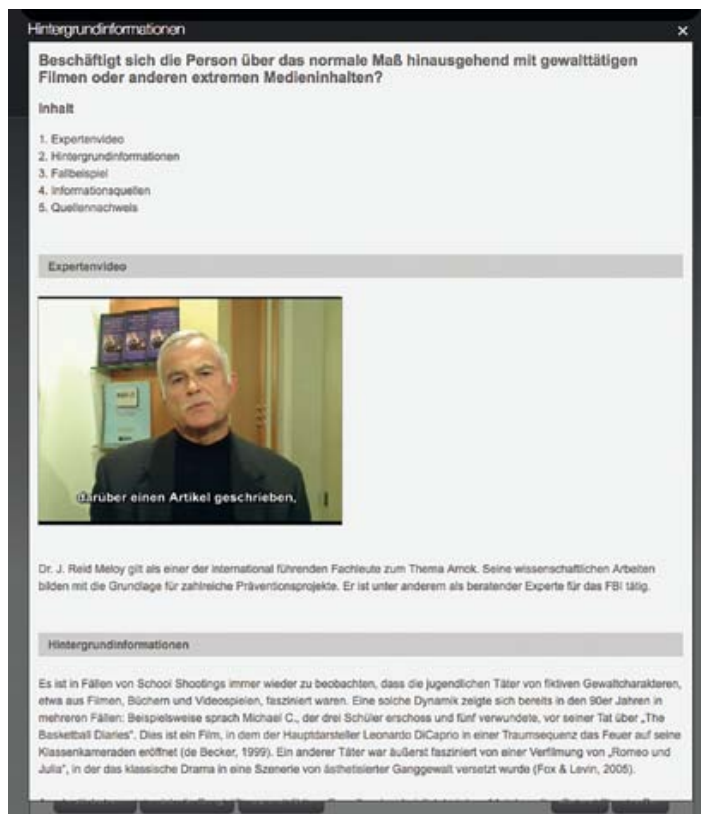 Hintergrundinformationen
Beschäftigt sich die Person über das normale Maß hinausgehend mit gewalttätigen
Filmen oder anderen extremen Medieninhalten?
Inhalt
1. Expertenvideo
2. Hintergrundinformationen
3. Fallbeispiel
4. Informationsquellen
5. Quellennachweis
Expertenvideo
darüber einen Artikel geschrieben,
Dr. J. Reid Meloy gilt als einer der international führenden Fachleute zum Thema Amok. Seine wissenschaftlichen Arbeiten
bilden mit die Grundlage für zahlreiche Präventionsprojekte. Er ist unter anderem als beratender Experte für das FBI tätig.
Hintergrundinformationen
Es ist in Fällen von School Shootings immer wieder zu beobachten, dass die jugendlichen Täter von fiktiven Gewaltcharakteren,
etwa aus Filmen, Büchern und Videospielen, fasziniert waren. Eine solche Dynamik zeigte sich bereits in den 90er Jahren in
mehreren Fällen: Beispielsweise sprach Michael C., der drei Schüler erschoss und fünf verwundete, vor seiner Tat über „The
Basketball Diaries“. Dies ist ein Film, in dem der Hauptdarsteller Leonardo DiCaprio in einer Traumsequenz das Feuer auf seine
Klassenkameraden eröffnet (de Becker, 1999). Ein anderer Täter war äußerst fasziniert von einer Verfilmung von „Romeo und
Julia“, in der das klassische Drama in eine Szenerie von ästhetisierter Ganggewalt versetzt wurde (Fox & Levin, 2005).